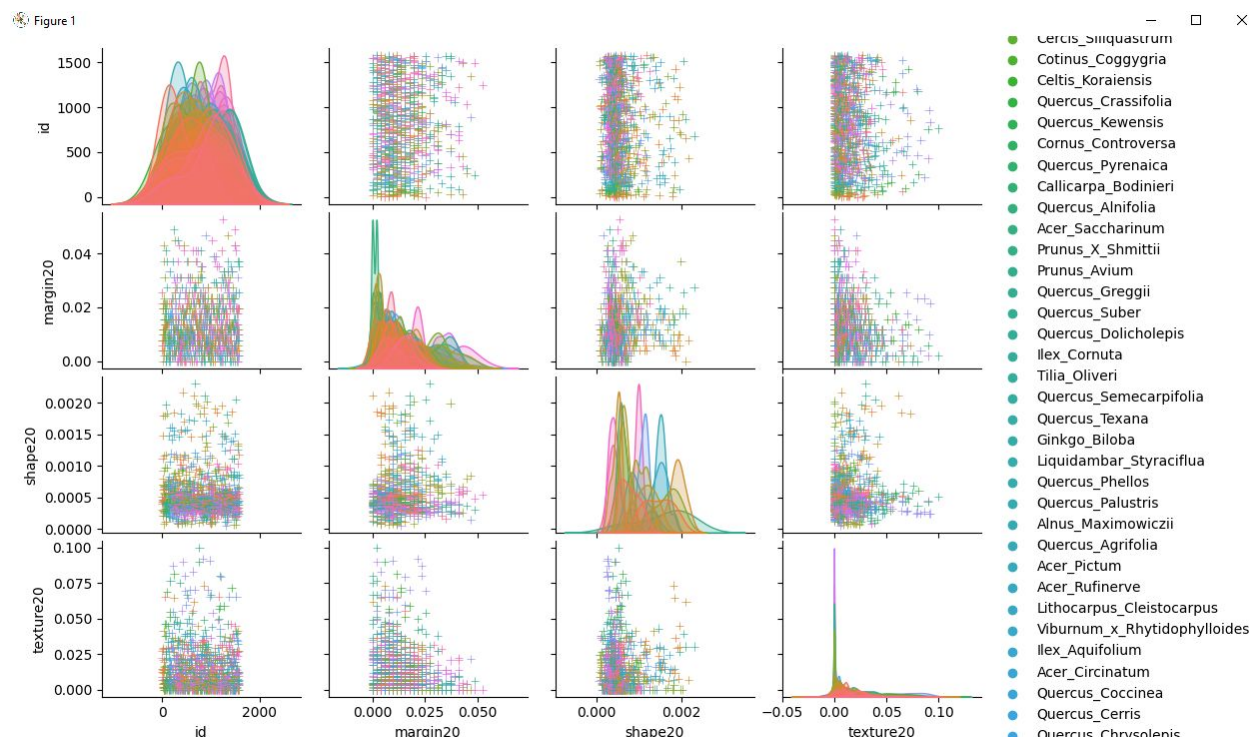 Figure 1
1500
1000
500
0
id
0.04
0.02
0.00
margin20
0.0020
0.0015
0.0010
0.0005
0.0000
shape20
0.100
0.075
0.050
0.025
0.000
texture20
0 2000 0.000 0.025 0.050 0.000 0.002 −0.05 0.00 0.05 0.10
id margin20 shape20 texture20
Cercis_Siliquastrum
Cotinus_Coggygria
Celtis_Koraiensis
Quercus_Crassifolia
Quercus_Kewensis
Cornus_Controversa
Quercus_Pyrenaica
Callicarpa_Bodinieri
Quercus_Alnifolia
Acer_Saccharinum
Prunus_X_Shmittii
Prunus_Avium
Quercus_Greggii
Quercus_Suber
Quercus_Dolicholepis
Ilex_Cornuta
Tilia_Oliveri
Quercus_Semecarpifolia
Quercus_Texana
Ginkgo_Biloba
Liquidambar_Styraciflua
Quercus_Phellos
Quercus_Palustris
Alnus_Maximowiczii
Quercus_Agrifolia
Acer_Pictum
Acer_Rufinerve
Lithocarpus_Cleistocarpus
Viburnum_x_Rhytidophylloides
Ilex_Aquifolium
Acer_Circinatum
Quercus_Coccinea
Quercus_Cerris
Quercus_Chrysolepis